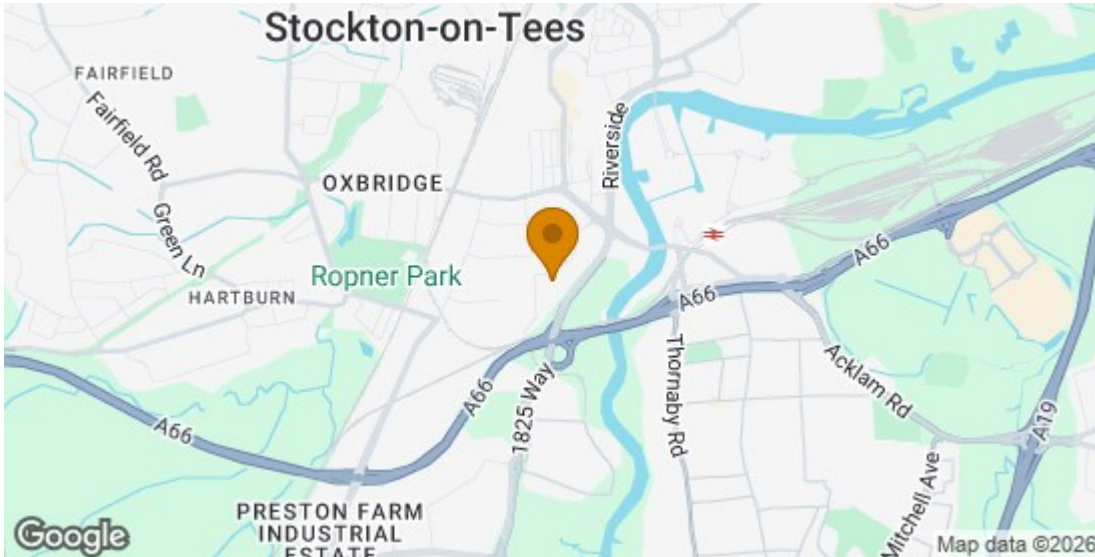 Stockton-on-Tees
FAIRFIELD
Fairfield Rd
Green Ln
OXBRIDGE
Riverside
Ropner Park
HARTBURN
A66
A66
A66
A66
Thornaby Rd
Acklam Rd
A19
1825 Way
Mitchell Ave
PRESTON FARM
INDUSTRIAL
ESTATE
Google
Map data ©2026